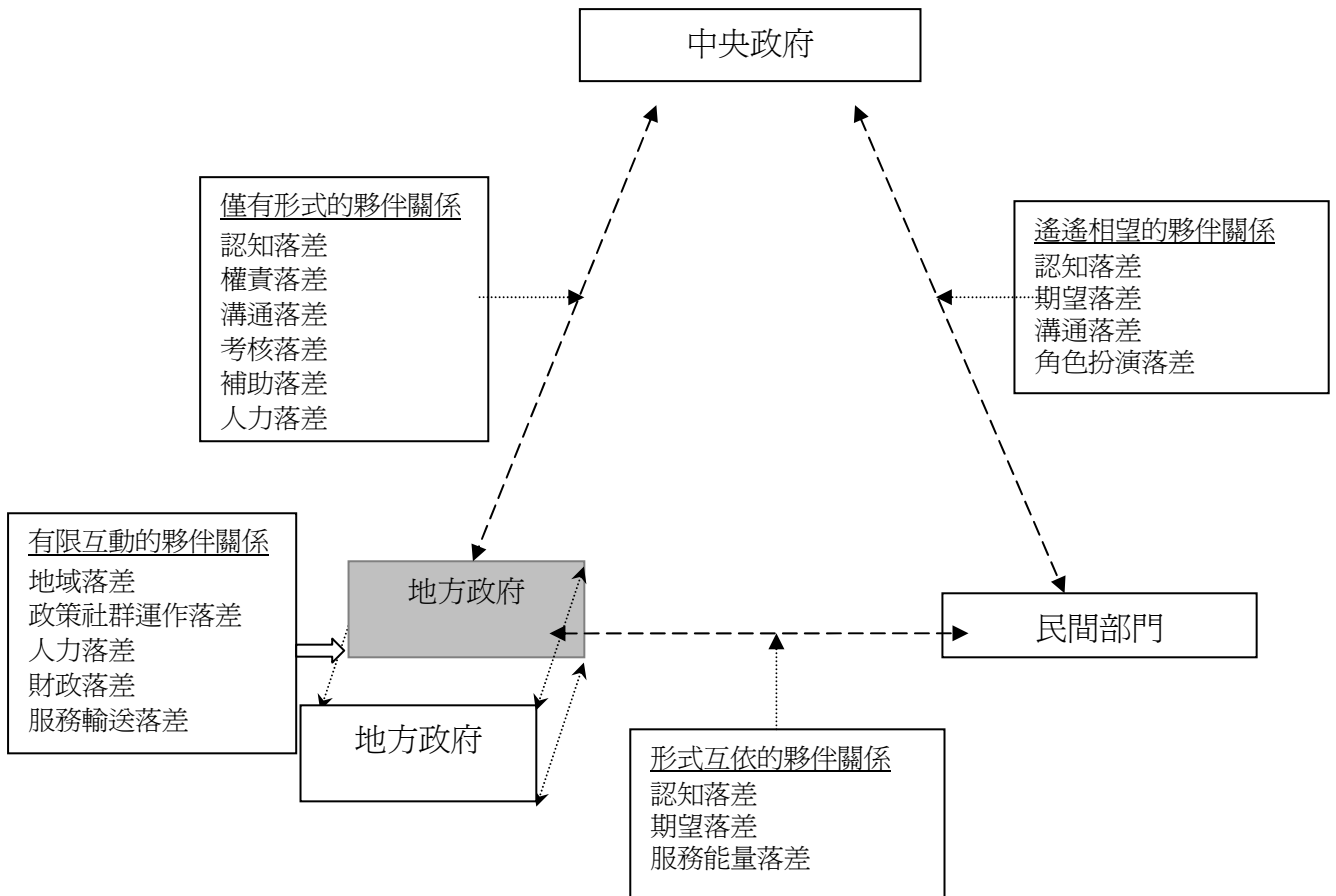 中央政府
僅有形式的夥伴關係
認知落差
權責落差
溝通落差
考核落差
補助落差
人力落差
遙遙相望的夥伴關係
認知落差
期望落差
溝通落差
角色扮演落差
有限互動的夥伴關係
地域落差
政策社群運作落差
人力落差
財政落差
服務輸送落差
地方政府
地方政府
民間部門
形式互依的夥伴關係
認知落差
期望落差
服務能量落差